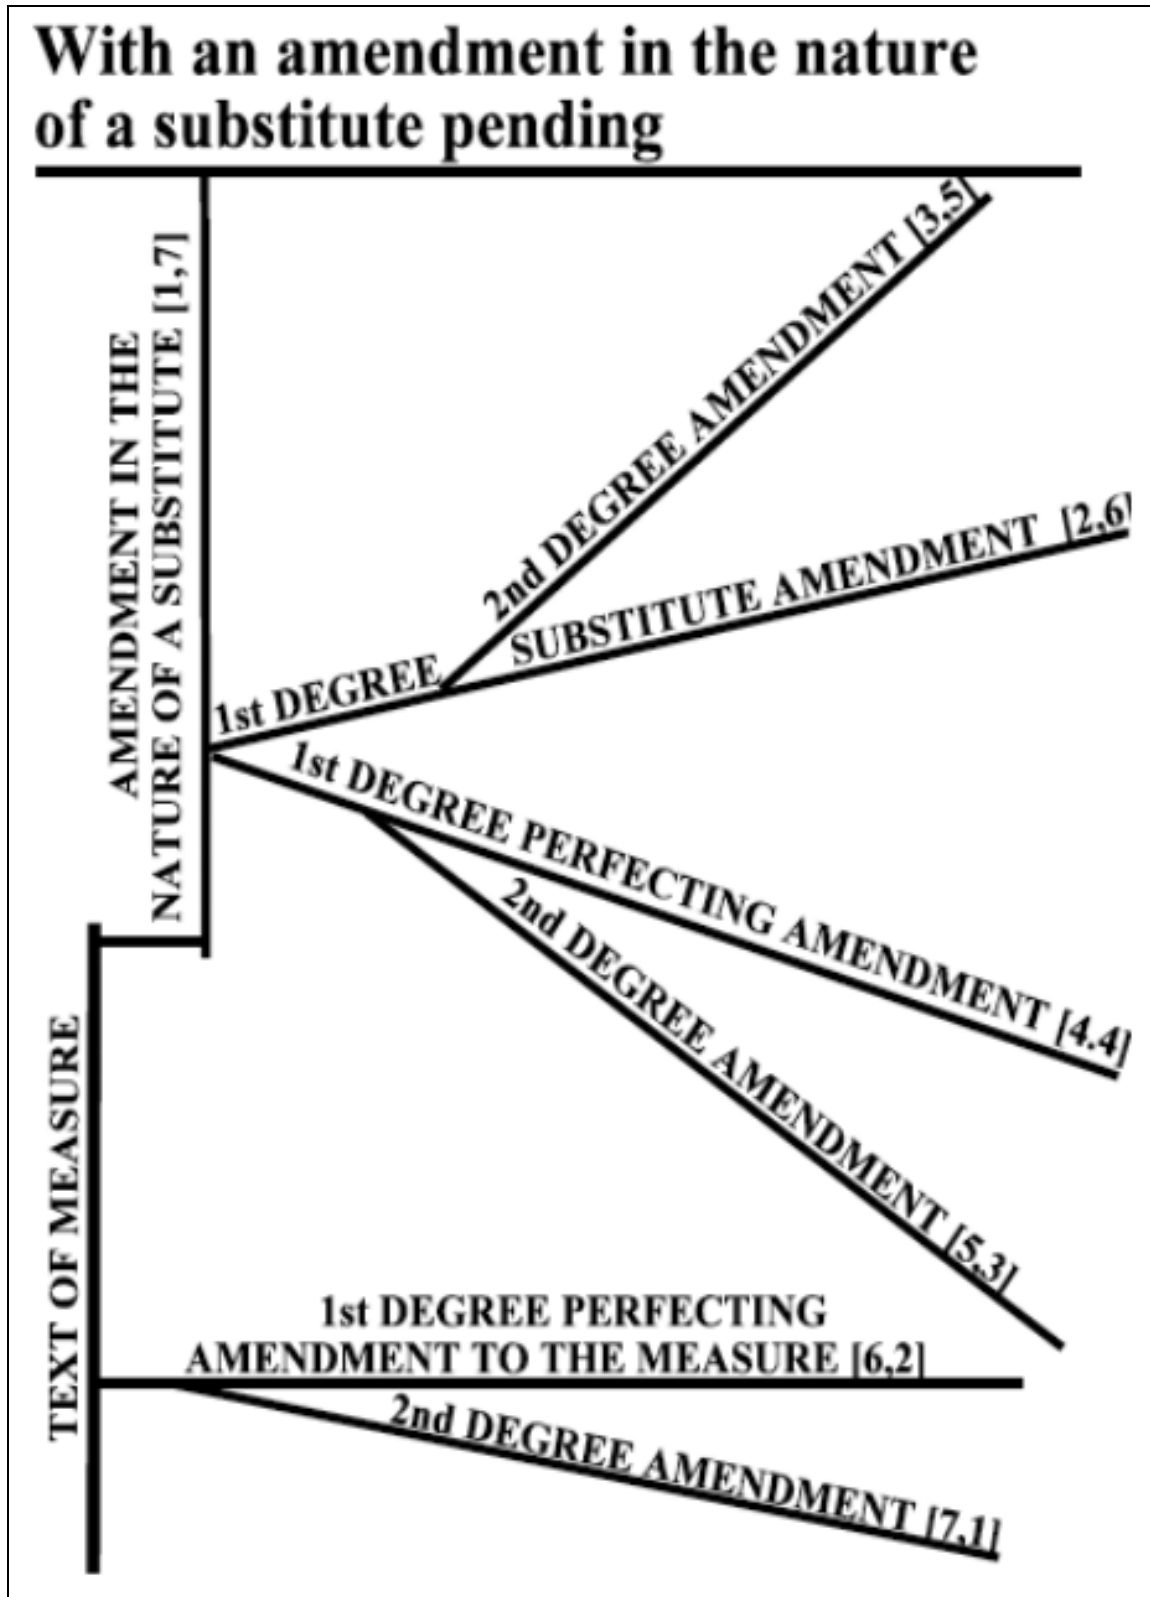 With an amendment in the nature
of a substitute pending
AMENDMENT IN THE
NATURE OF A SUBSTITUTE [1,7]
2nd DEGREE AMENDMENT [3,5]
1st DEGREE SUBSTITUTE AMENDMENT [2,6]
1st DEGREE PERFECTING AMENDMENT [4.4]
2nd DEGREE AMENDMENT [5,3]
TEXT OF MEASURE
1st DEGREE PERFECTING
AMENDMENT TO THE MEASURE [6,2]
2nd DEGREE AMENDMENT [7,1]